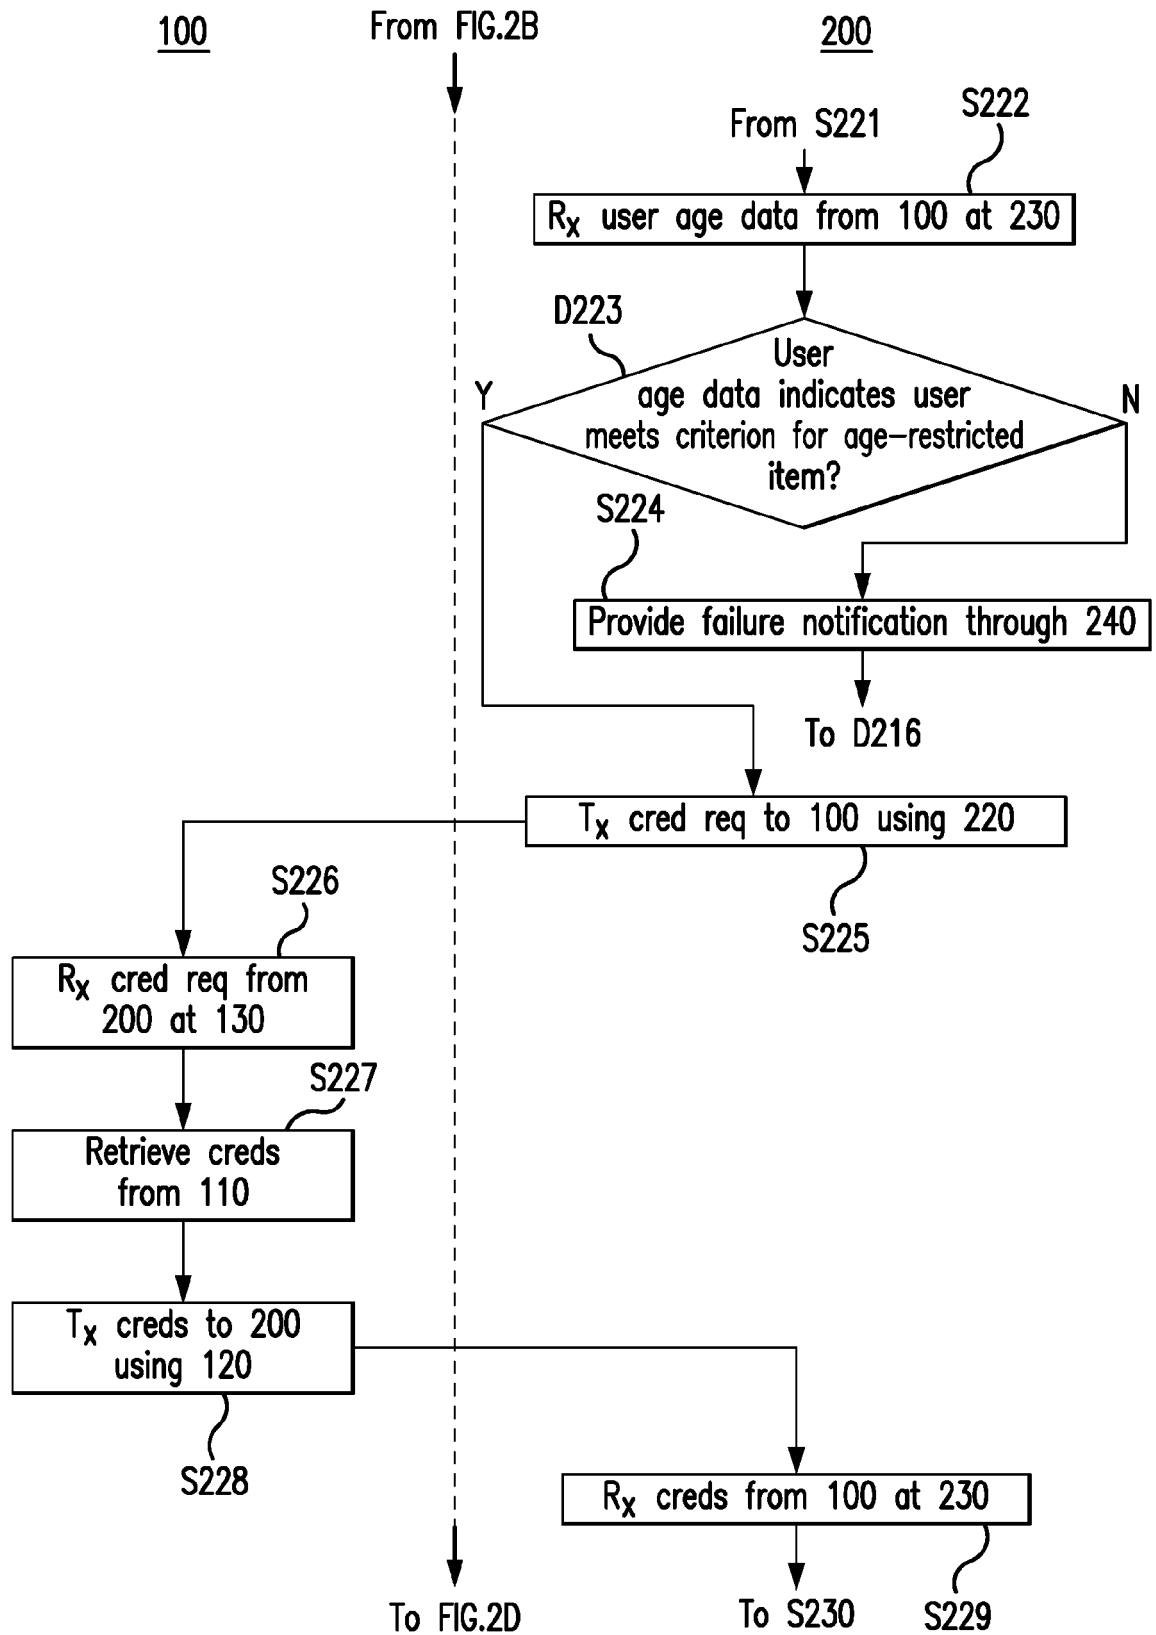 100
From FIG.2B
200
From S221
S222
Rx user age data from 100 at 230
D223
Y
User
age data indicates user
meets criterion for age-restricted
item?
N
S224
Provide failure notification through 240
To D216
Tx cred req to 100 using 220
S225
S226
Rx cred req from
200 at 130
S227
Retrieve creds
from 110
Tx creds to 200
using 120
S228
Rx creds from 100 at 230
S229
To FIG.2D
To S230